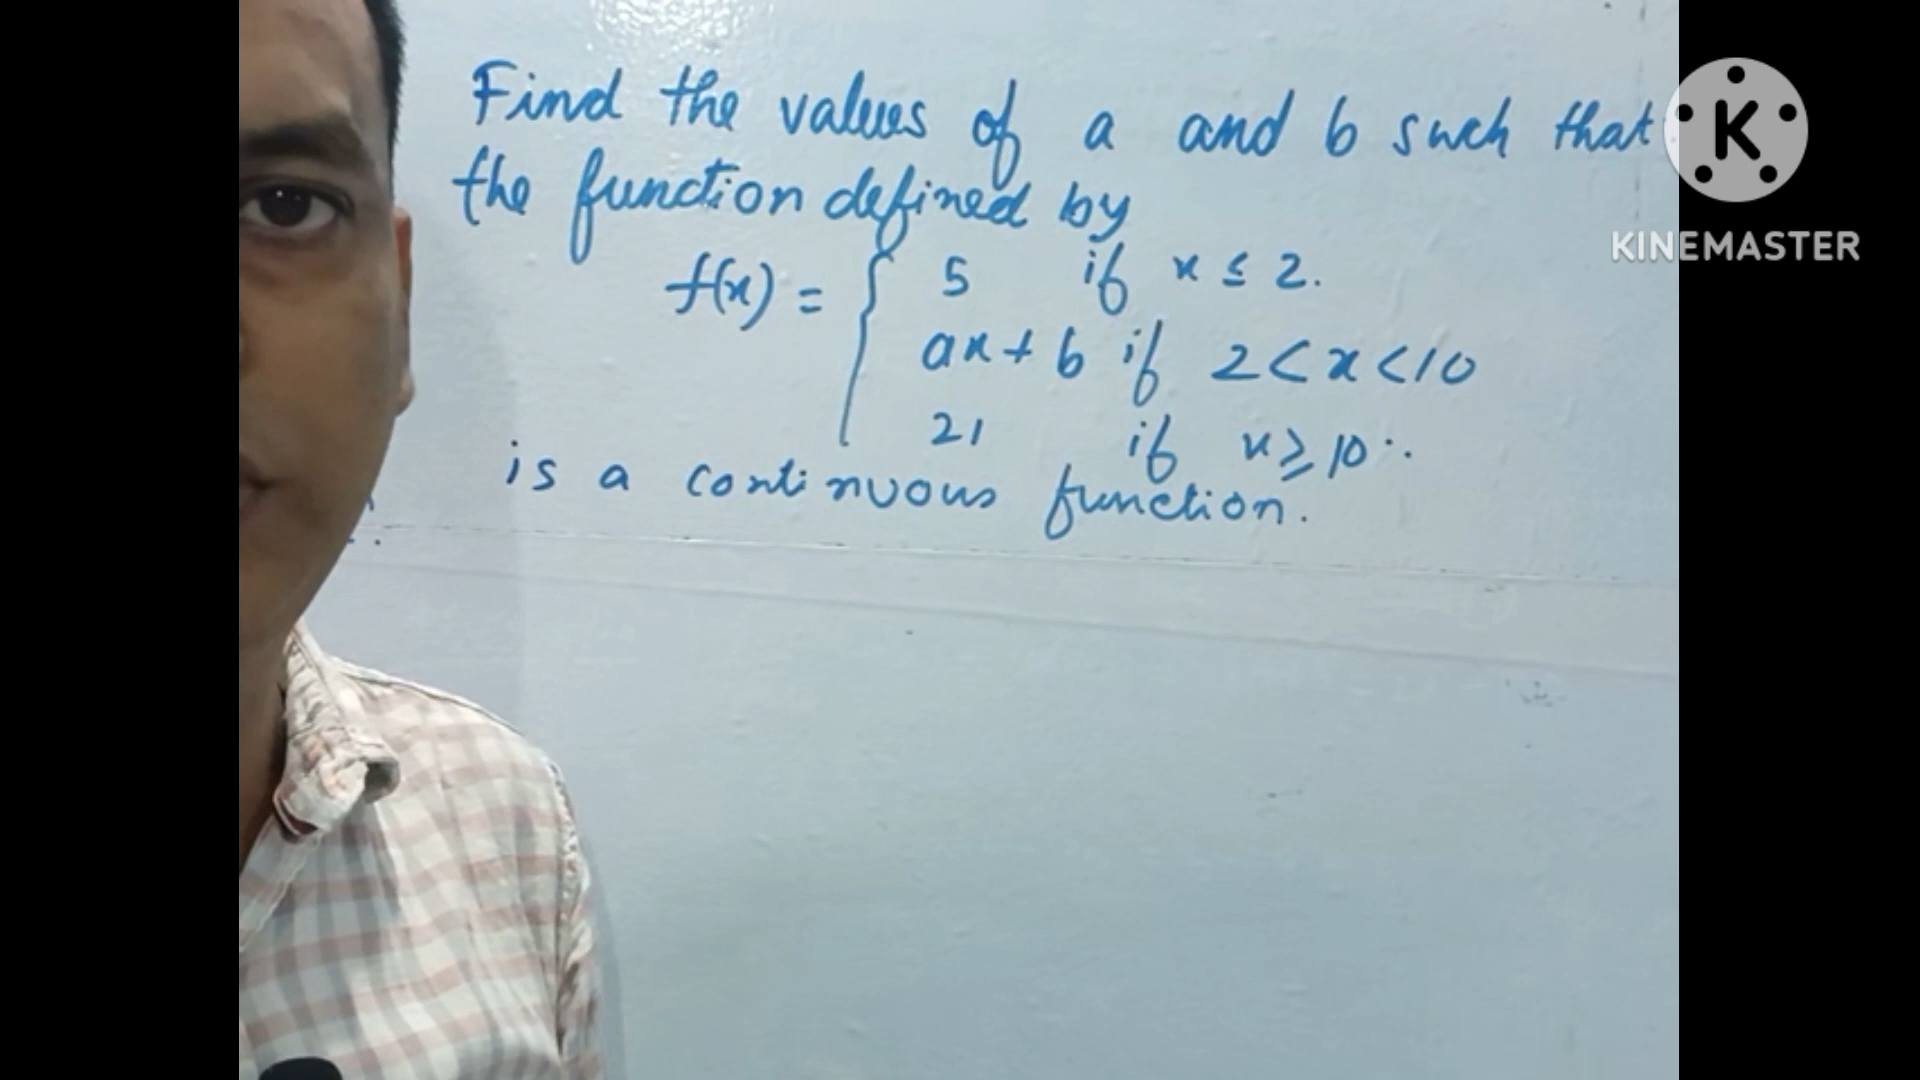 Find the values of a and b such that
the function defined by
f(x) = { 5 if x ≤ 2.
ax + b if 2 < x < 10
21 if x ≥ 10.
is a continuous function.
K
KINEMASTER